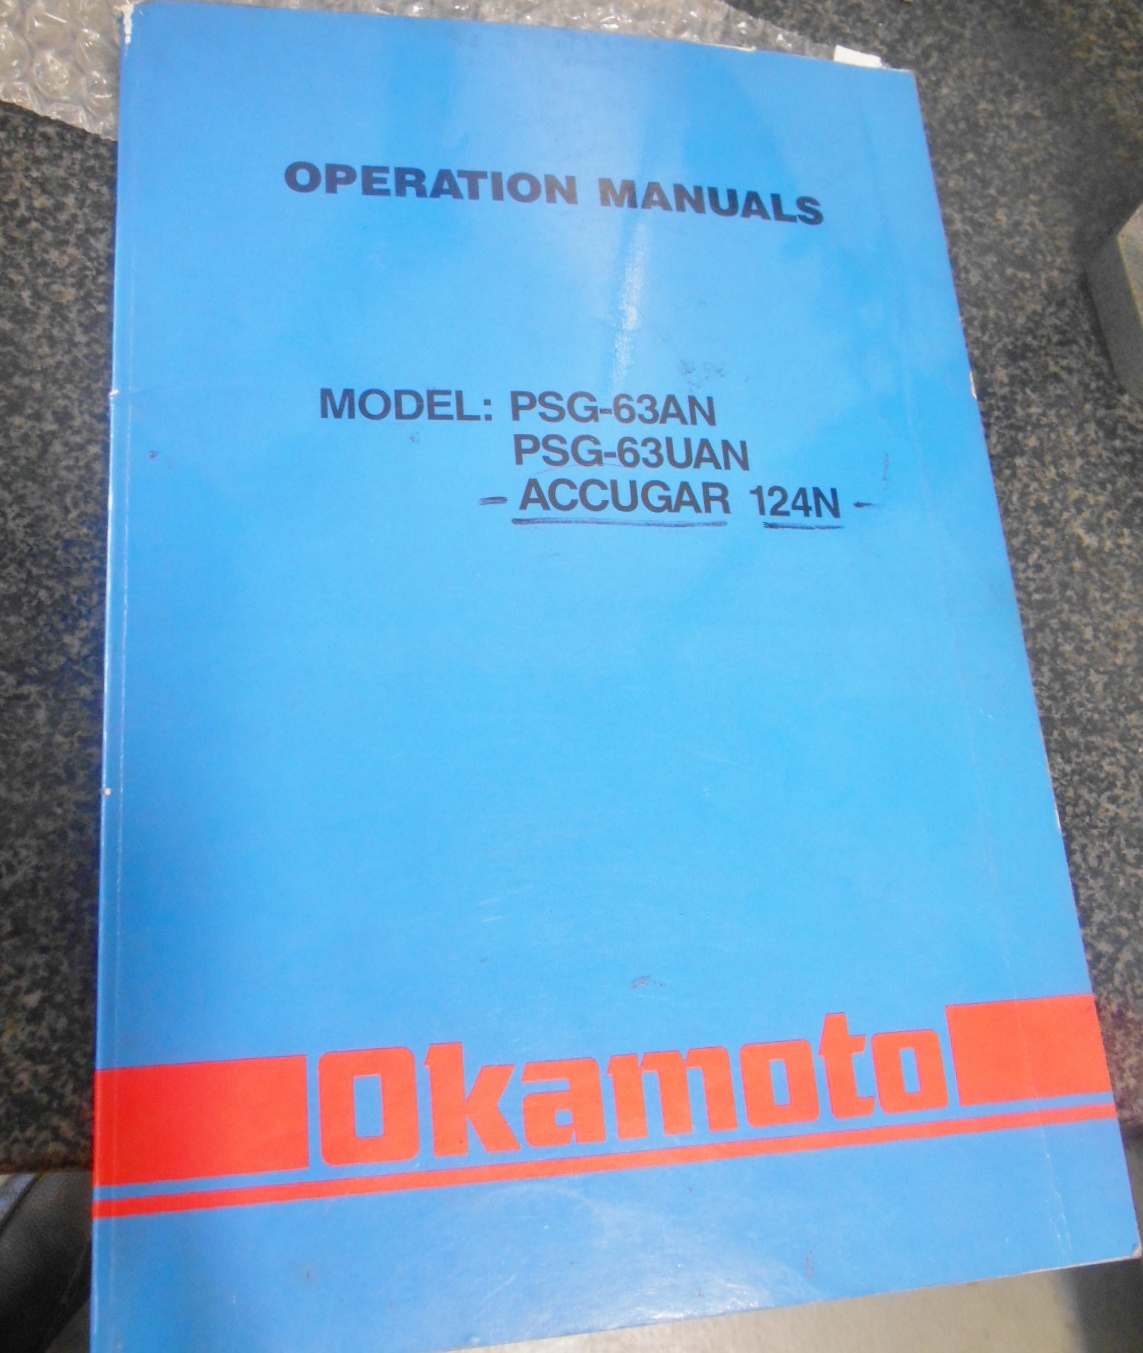 OPERATION MANUALS
MODEL: PSG-63AN
PSG-63UAN
- ACCUGAR 124N -
Okamoto